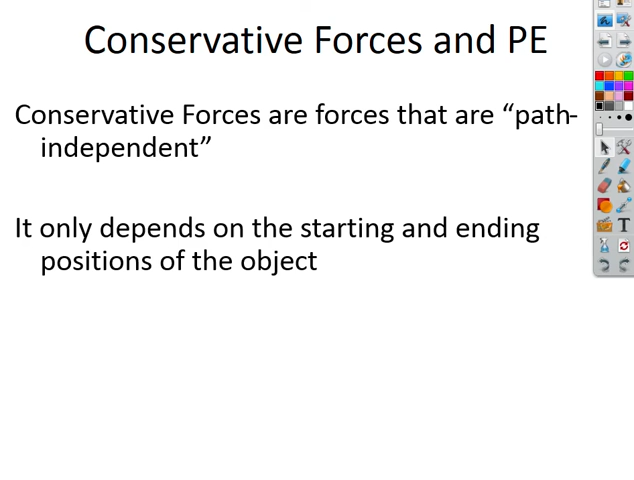 Conservative Forces and PE
Conservative Forces are forces that are “path-
independent”
It only depends on the starting and ending
positions of the object
T